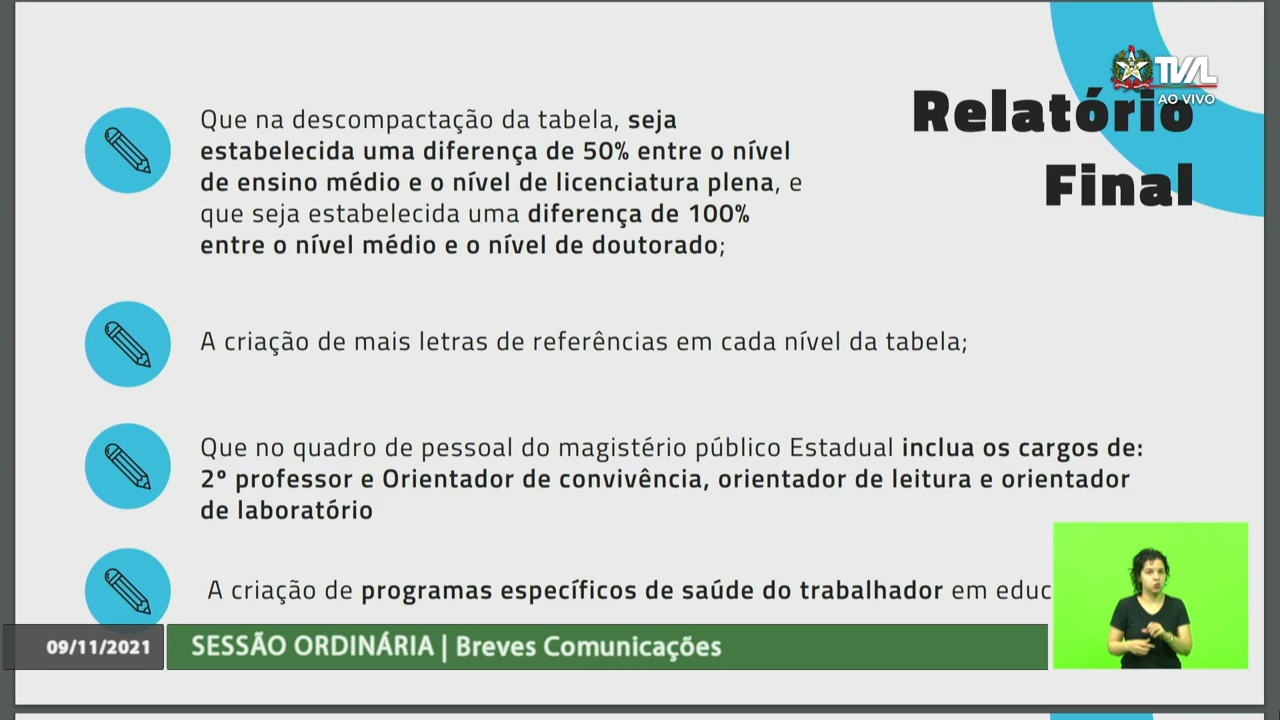 TVAL
AO VIVO
Relatório
Final
Que na descompactação da tabela, seja
estabelecida uma diferença de 50% entre o nível
de ensino médio e o nível de licenciatura plena, e
que seja estabelecida uma diferença de 100%
entre o nível médio e o nível de doutorado;
A criação de mais letras de referências em cada nível da tabela;
Que no quadro de pessoal do magistério público Estadual inclua os cargos de:
2º professor e Orientador de convivência, orientador de leitura e orientador
de laboratório
A criação de programas específicos de saúde do trabalhador em educ
09/11/2021
SESSÃO ORDINÁRIA | Breves Comunicações